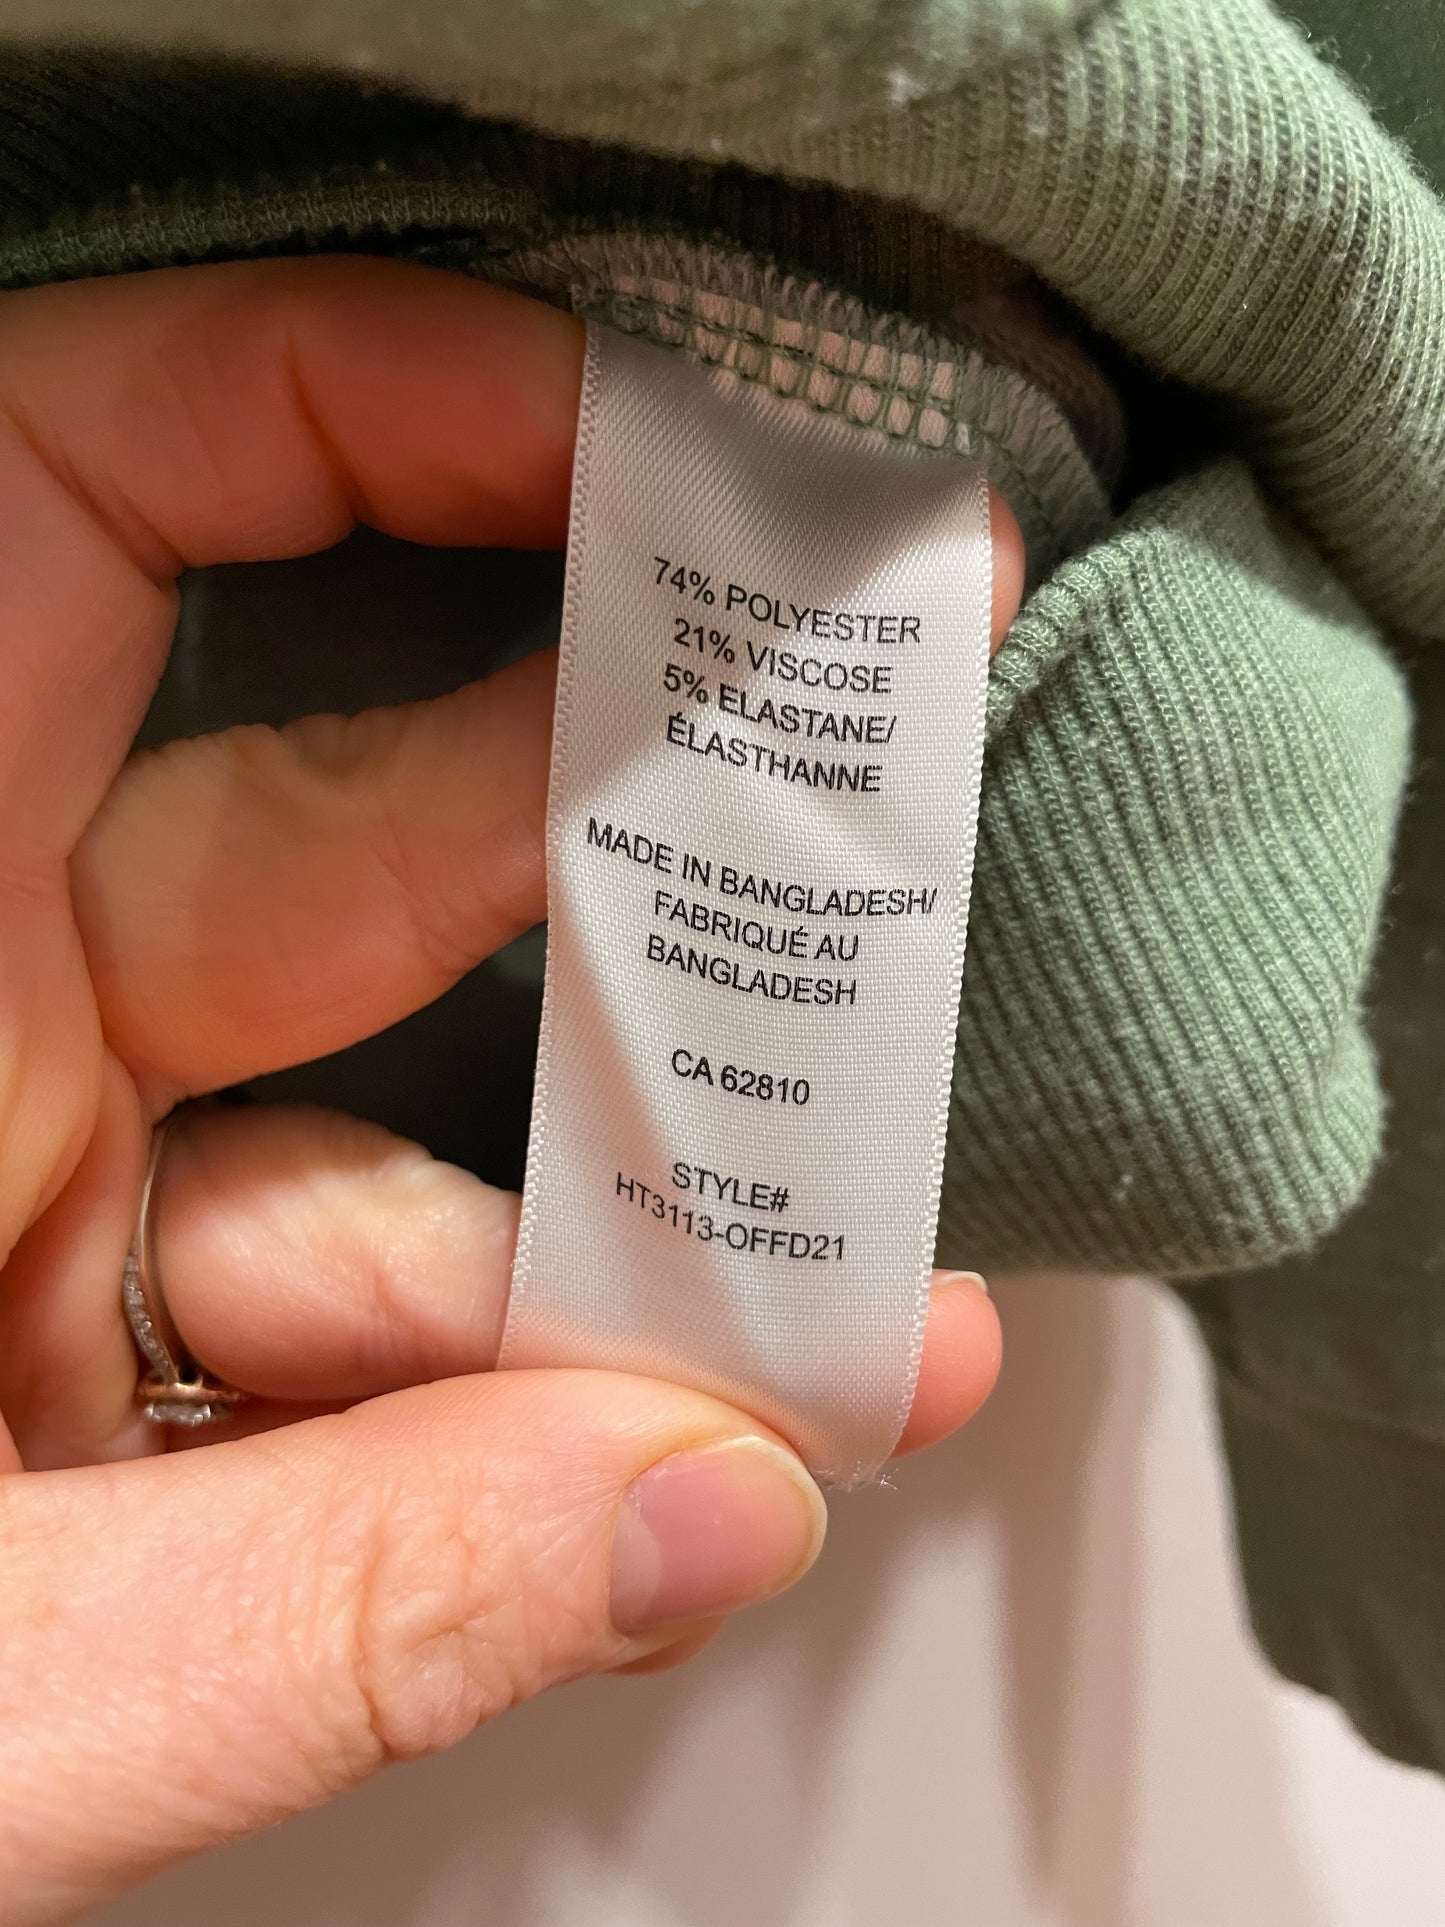 74% POLYESTER
21% VISCOSE
5% ELASTANE/
ÉLASTHANNE
MADE IN BANGLADESH/
FABRIQUÉ AU
BANGLADESH
CA 62810
STYLE#
HT3113-OFFD21